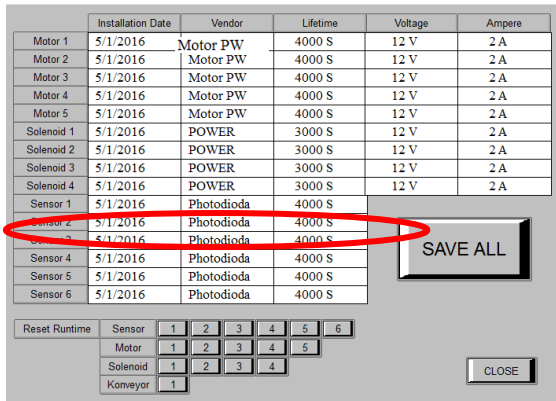 Installation Date Vendor Lifetime Voltage Ampere
Motor 1 5/1/2016 Motor PW 4000 S 12 V 2 A
Motor 2 5/1/2016 Motor PW 4000 S 12 V 2 A
Motor 3 5/1/2016 Motor PW 4000 S 12 V 2 A
Motor 4 5/1/2016 Motor PW 4000 S 12 V 2 A
Motor 5 5/1/2016 Motor PW 4000 S 12 V 2 A
Solenoid 1 5/1/2016 POWER 3000 S 12 V 2 A
Solenoid 2 5/1/2016 POWER 3000 S 12 V 2 A
Solenoid 3 5/1/2016 POWER 3000 S 12 V 2 A
Solenoid 4 5/1/2016 POWER 3000 S 12 V 2 A
Sensor 1 5/1/2016 Photodioda 4000 S
Sensor 2 5/1/2016 Photodioda 4000 S
Sensor 3 5/1/2016 Photodioda 4000 S
Sensor 4 5/1/2016 Photodioda 4000 S
Sensor 5 5/1/2016 Photodioda 4000 S
Sensor 6 5/1/2016 Photodioda 4000 S
SAVE ALL
Reset Runtime Sensor 1 2 3 4 5 6
Motor 1 2 3 4 5
Solenoid 1 2 3 4
Konveyor 1
CLOSE